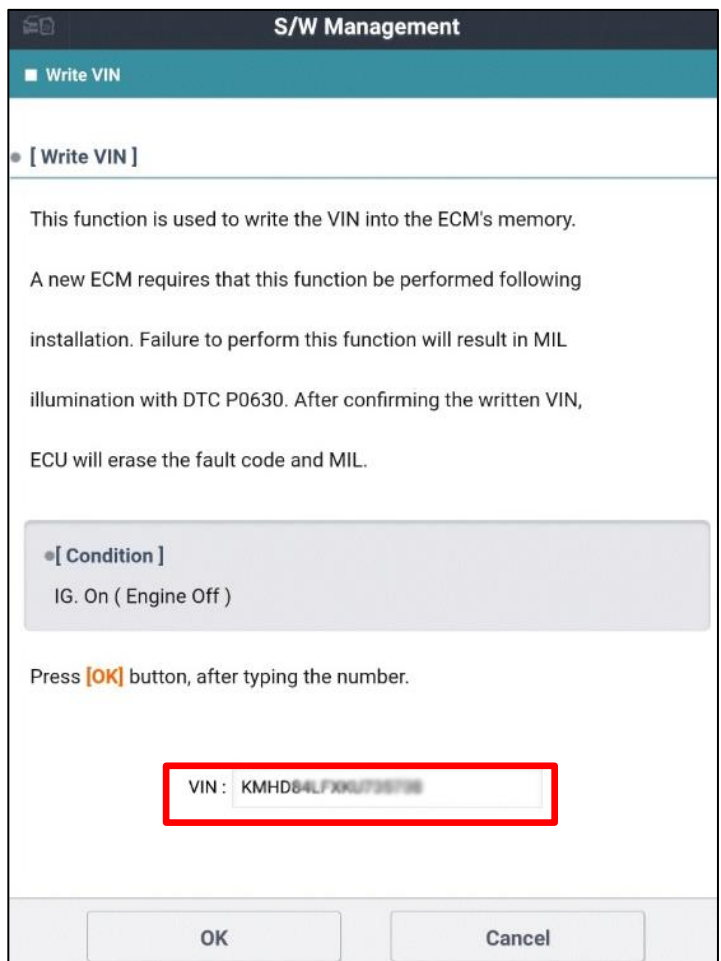 S/W Management
■ Write VIN
● [ Write VIN ]
This function is used to write the VIN into the ECM's memory.
A new ECM requires that this function be performed following
installation. Failure to perform this function will result in MIL
illumination with DTC P0630. After confirming the written VIN,
ECU will erase the fault code and MIL.
●[ Condition ]
IG. On ( Engine Off )
Press [OK] button, after typing the number.
VIN :
OK Cancel